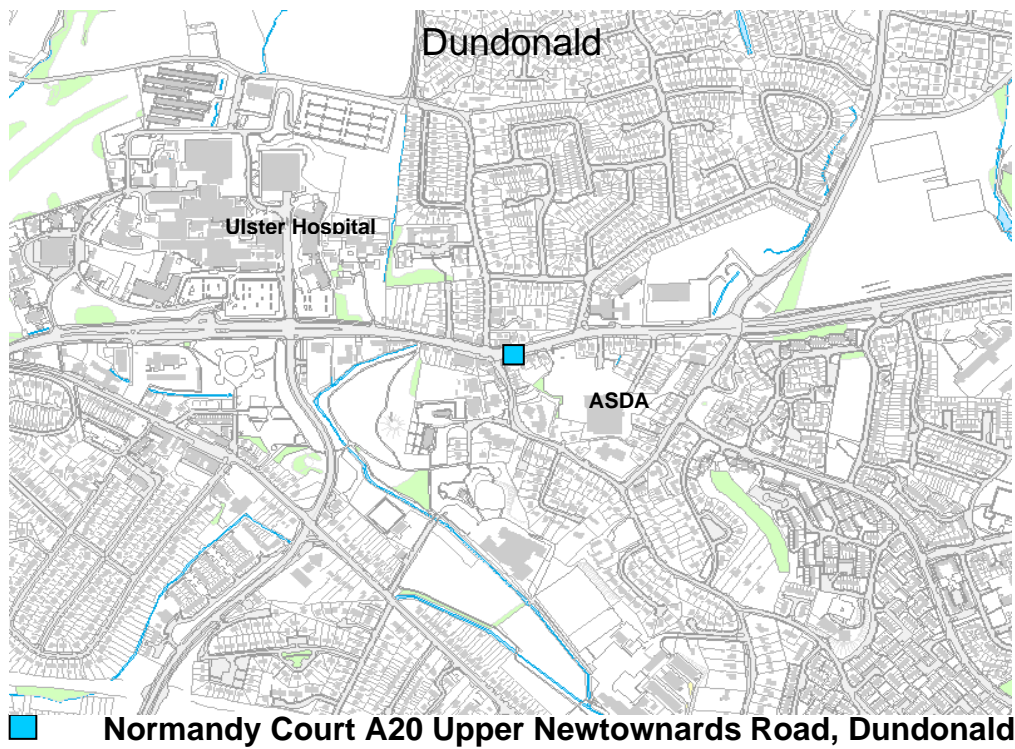 Dundonald
Ulster Hospital
ASDA
Normandy Court A20 Upper Newtownards Road, Dundonald